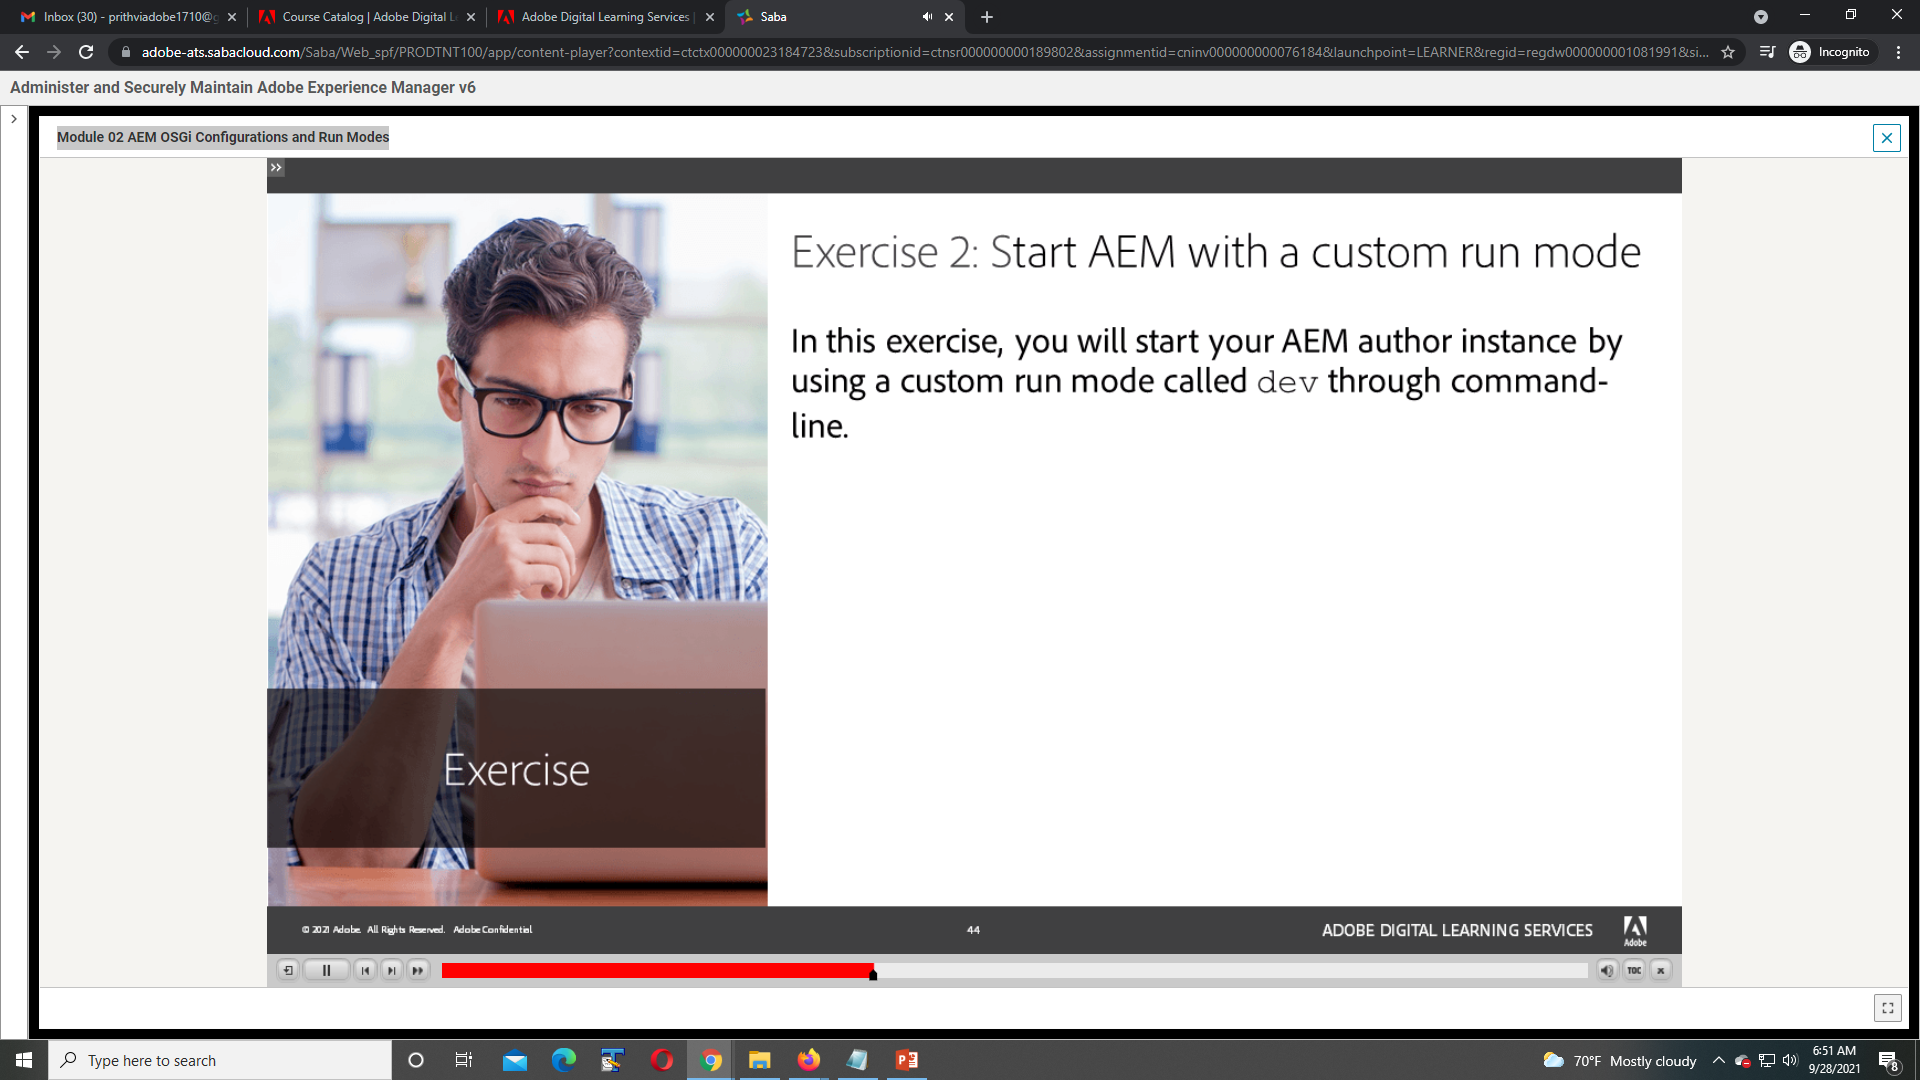 Inbox (30) - prithviadobe1710@g
Course Catalog | Adobe Digital L
Adobe Digital Learning Services |
Saba
adobe-ats.sabacloud.com/Saba/Web_spf/PRODTNT100/app/content-player?contextid=ctctx000000023184723&subscriptionid=ctnsr000000000189802&assignmentid=cninv000000000076184&launchpoint=LEARNER&regid=regdw000000001081991&si...
Incognito
Administer and Securely Maintain Adobe Experience Manager v6
Module 02 AEM OSGi Configurations and Run Modes
Exercise 2: Start AEM with a custom run mode
In this exercise, you will start your AEM author instance by
using a custom run mode called dev through command-
line.
Exercise
© 2021 Adobe. All Rights Reserved. Adobe Confidential
44
ADOBE DIGITAL LEARNING SERVICES
Adobe
TOC
Type here to search
70°F Mostly cloudy
6:51 AM
9/28/2021
8